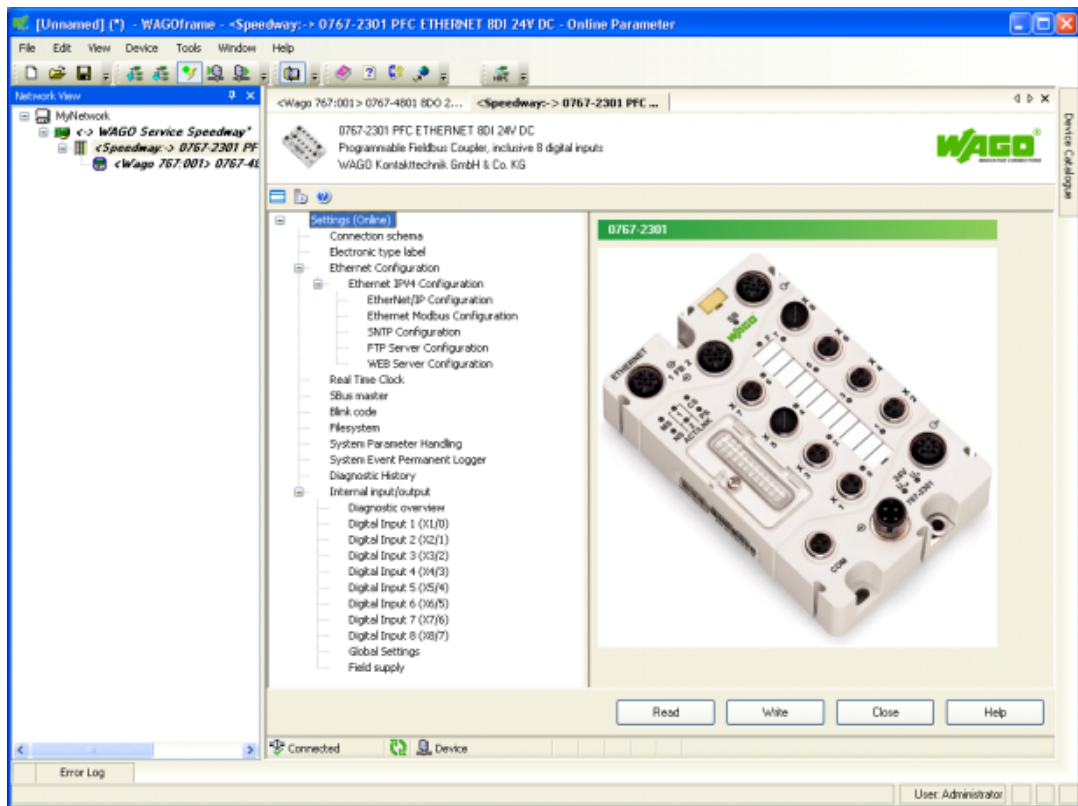 [Unnamed] (*) - WAGOframe - <Speedway:-> 0767-2301 PFC ETHERNET 8DI 24V DC - Online Parameter
File Edit View Device Tools Window Help
Network View
<Wago 767:001> 0767-4801 8DO 2... <Speedway:-> 0767-2301 PFC ...
Device Catalogue
MyNetwork
<-> WAGO Service Speedway*
<Speedway:-> 0767-2301 PF
<Wago 767:001> 0767-48
0767-2301 PFC ETHERNET 8DI 24V DC
Programmable Fieldbus Coupler, inclusive 8 digital inputs
WAGO Kontakttechnik GmbH & Co. KG
WAGO
INNOVATIVE CONNECTIONS
Settings (Online)
Connection schema
Electronic type label
Ethernet Configuration
Ethernet IPV4 Configuration
EtherNet/IP Configuration
Ethernet Modbus Configuration
SNTP Configuration
FTP Server Configuration
WEB Server Configuration
Real Time Clock
SBus master
Blink code
Filesystem
System Parameter Handling
System Event Permanent Logger
Diagnostic History
Internal input/output
Diagnostic overview
Digital Input 1 (X1/0)
Digital Input 2 (X2/1)
Digital Input 3 (X3/2)
Digital Input 4 (X4/3)
Digital Input 5 (X5/4)
Digital Input 6 (X6/5)
Digital Input 7 (X7/6)
Digital Input 8 (X8/7)
Global Settings
Field supply
0767-2301
WAGO
ETHERNET
1 FB 2
24V
767-2301
COM
Read Write Close Help
Connected Device
Error Log
User: Administrator